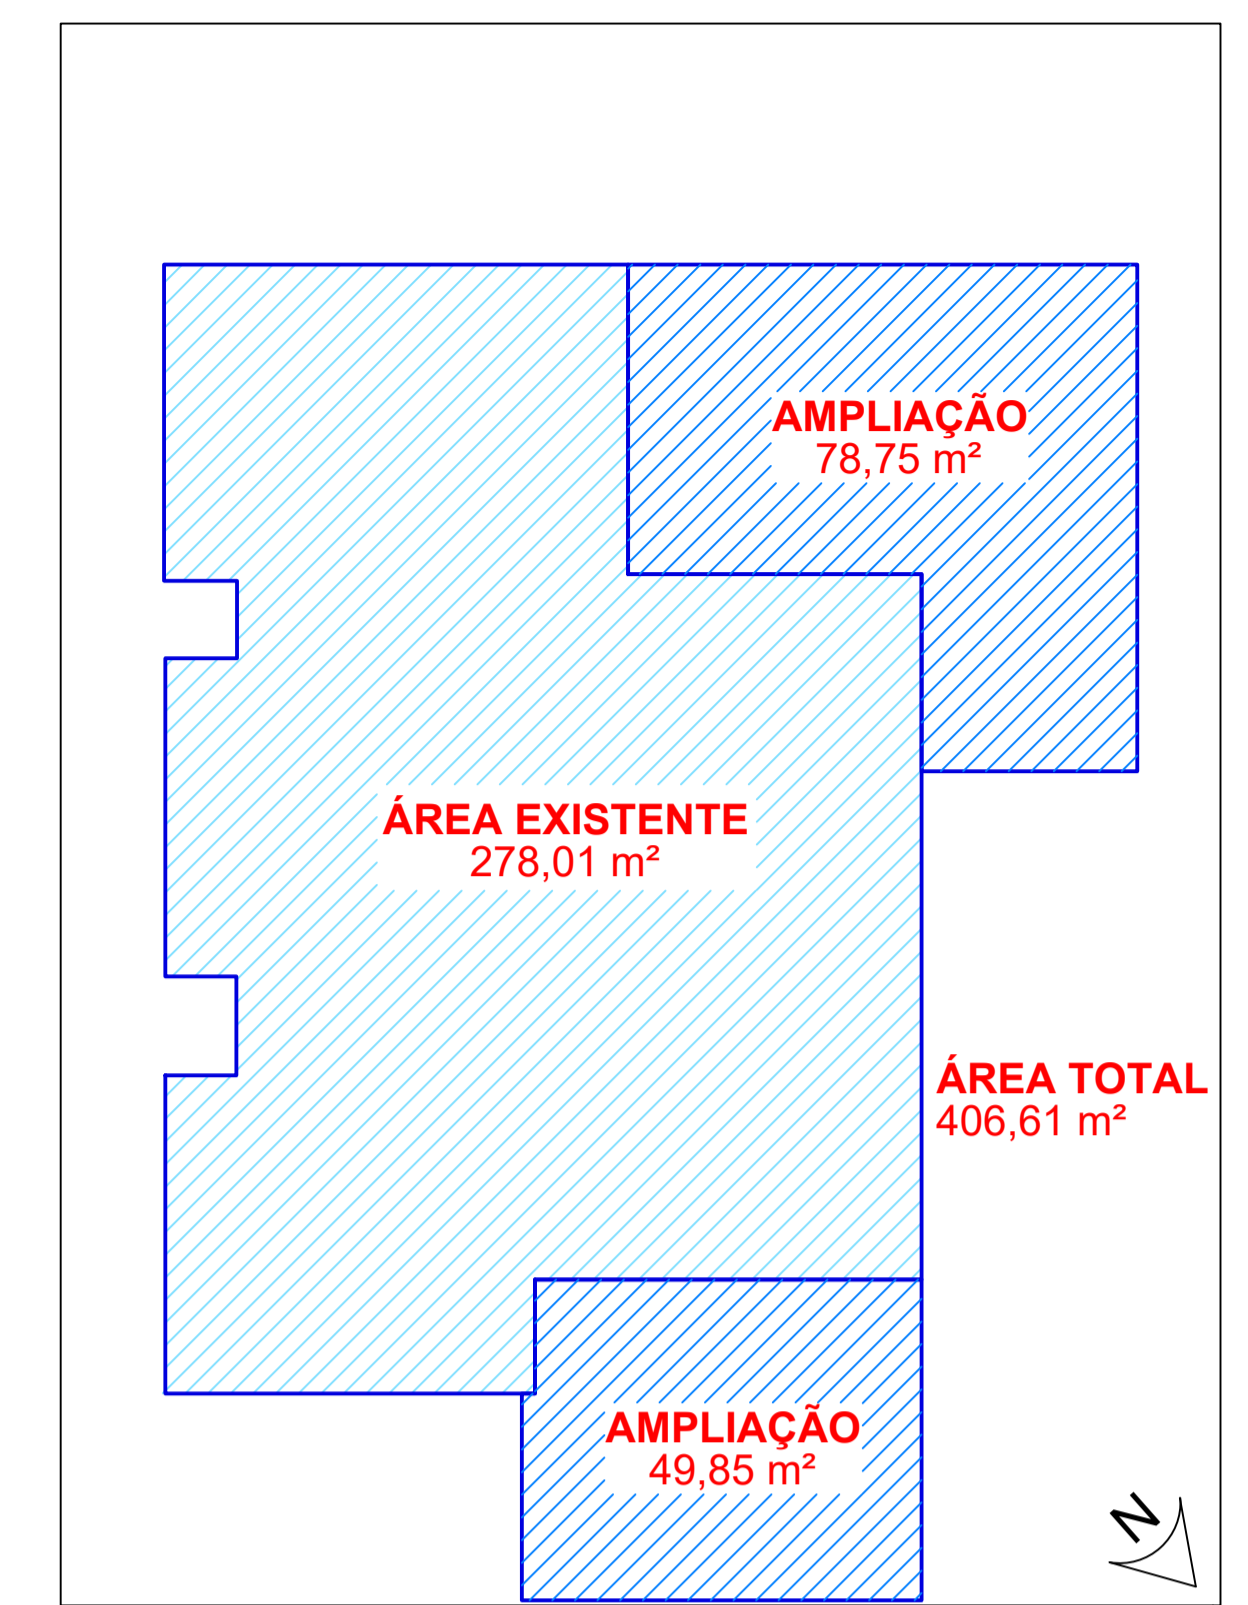 AMPLIAÇÃO
78,75 m²
ÁREA EXISTENTE
278,01 m²
ÁREA TOTAL
406,61 m²
AMPLIAÇÃO
49,85 m²
N